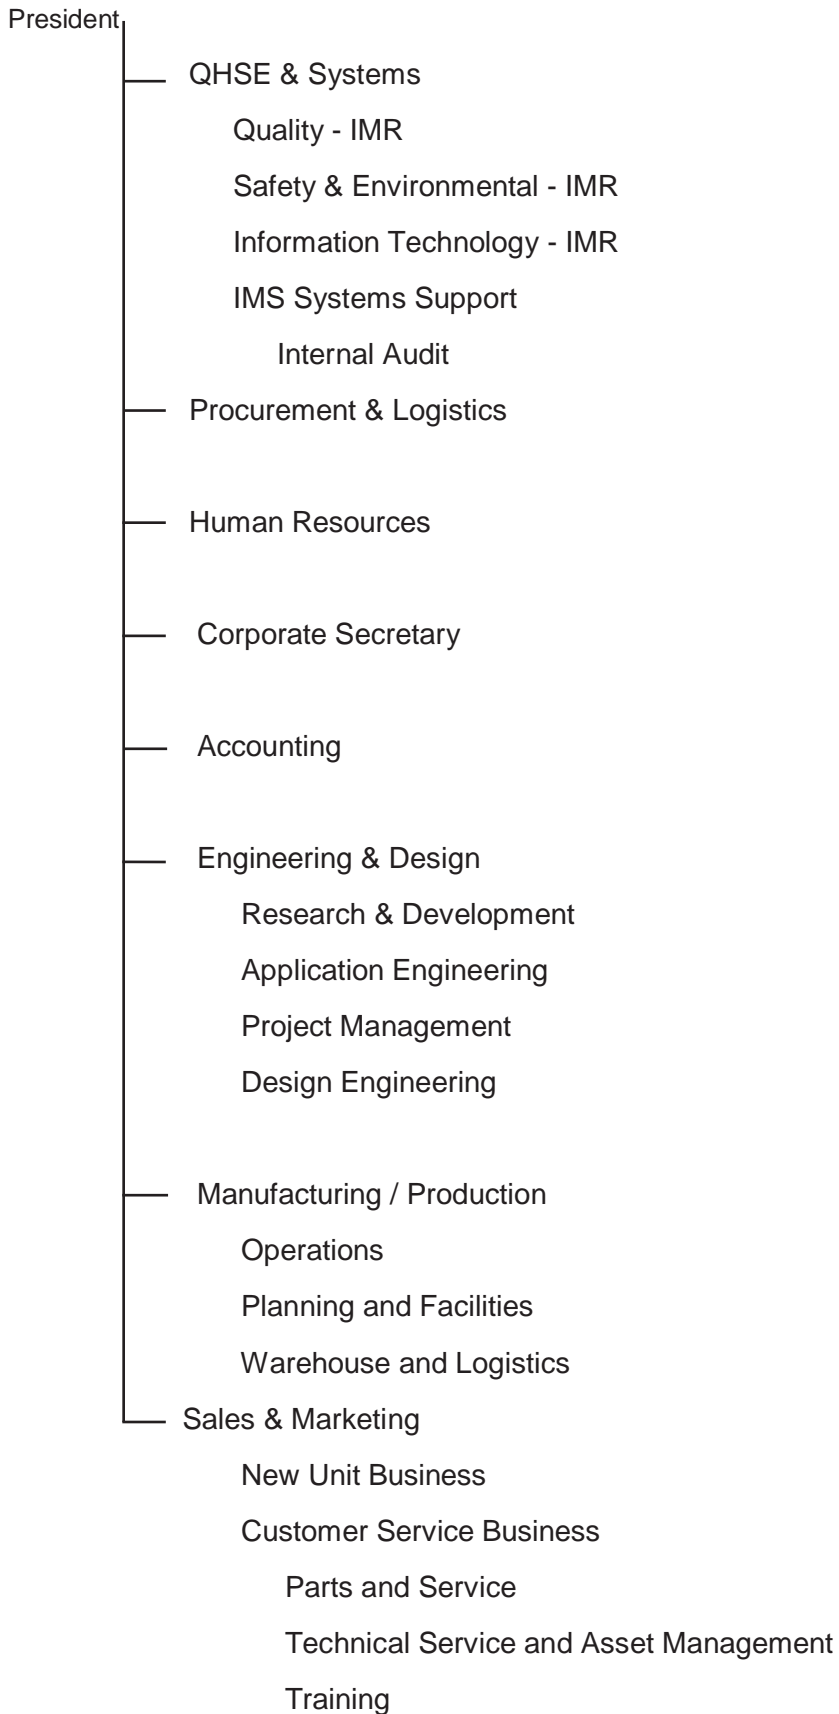 President
QHSE & Systems
Quality - IMR
Safety & Environmental - IMR
Information Technology - IMR
IMS Systems Support
Internal Audit
Procurement & Logistics
Human Resources
Corporate Secretary
Accounting
Engineering & Design
Research & Development
Application Engineering
Project Management
Design Engineering
Manufacturing / Production
Operations
Planning and Facilities
Warehouse and Logistics
Sales & Marketing
New Unit Business
Customer Service Business
Parts and Service
Technical Service and Asset Management
Training